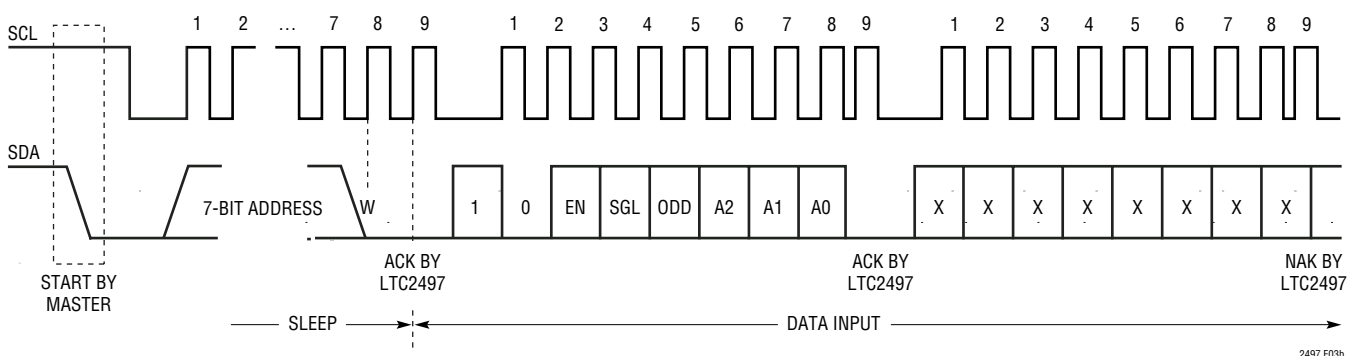 SCL
1 2 … 7 8 9 1 2 3 4 5 6 7 8 9 1 2 3 4 5 6 7 8 9
SDA
7-BIT ADDRESS W 1 0 EN SGL ODD A2 A1 A0 X X X X X X X X
START BY
MASTER
ACK BY
LTC2497
ACK BY
LTC2497
NAK BY
LTC2497
SLEEP DATA INPUT
2497 F03b